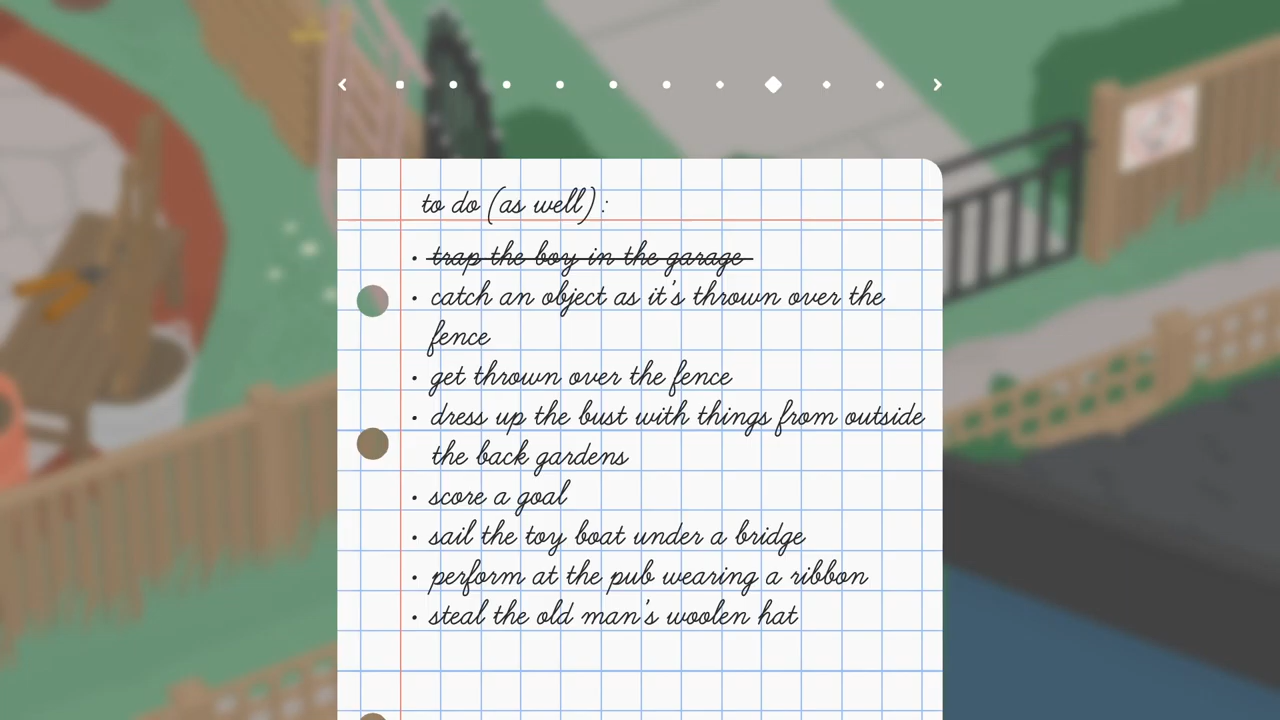 to do (as well) :
• trap the boy in the garage
• catch an object as it's thrown over the
fence
• get thrown over the fence
• dress up the bust with things from outside
the back gardens
• score a goal
• sail the toy boat under a bridge
• perform at the pub wearing a ribbon
• steal the old man's woolen hat